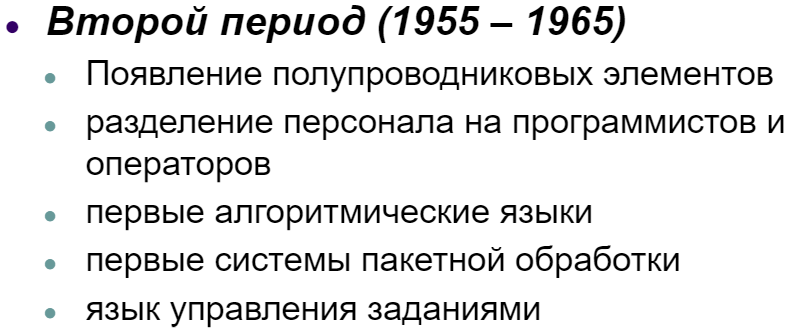 Второй период (1955 – 1965)
Появление полупроводниковых элементов
разделение персонала на программистов и
операторов
первые алгоритмические языки
первые системы пакетной обработки
язык управления заданиями